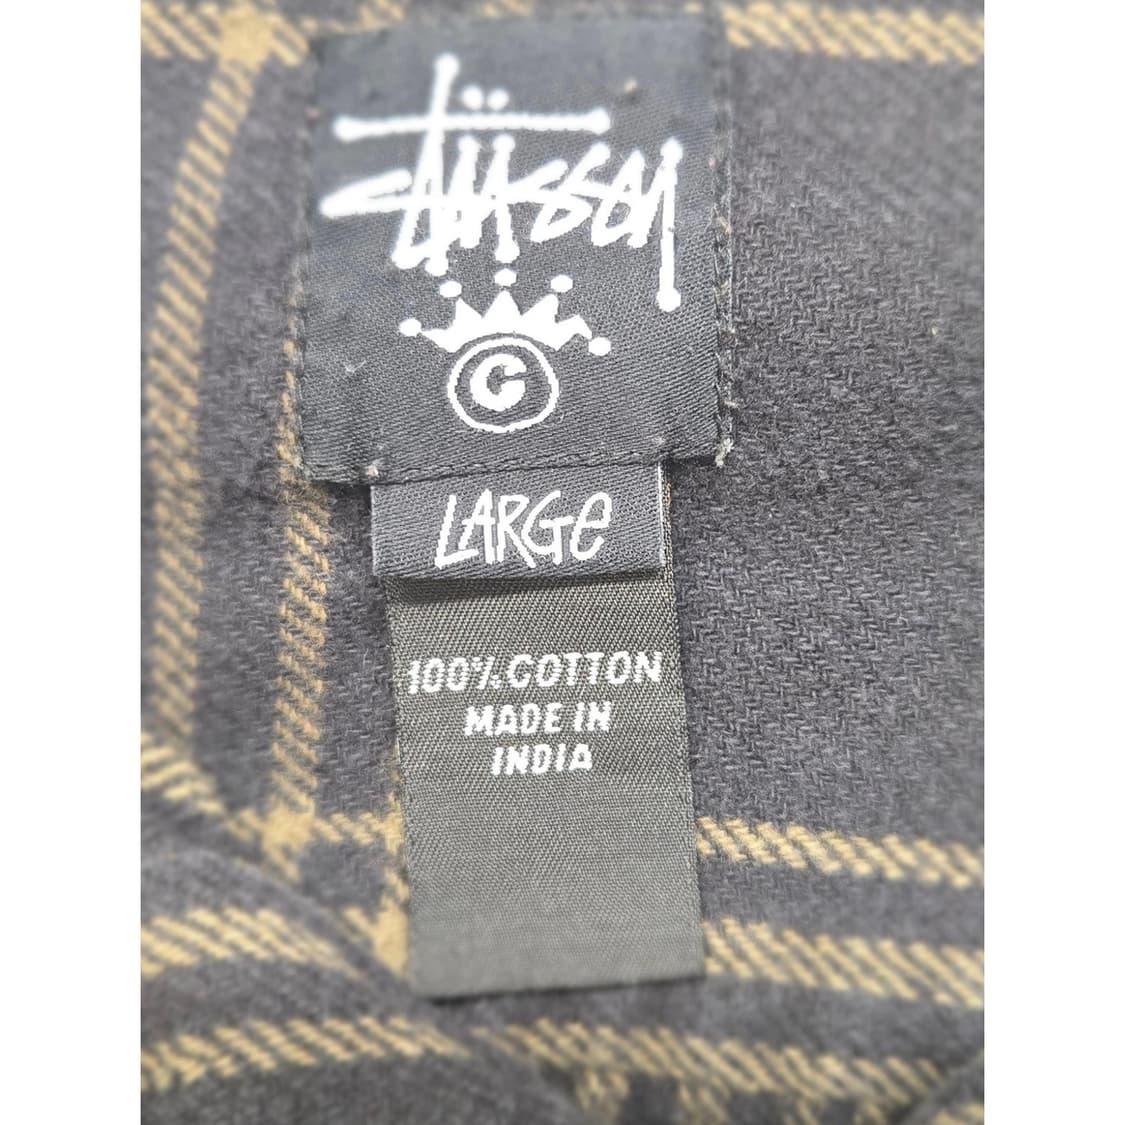 Stüssy
©
LARGe
100% COTTON
MADE IN
INDIA